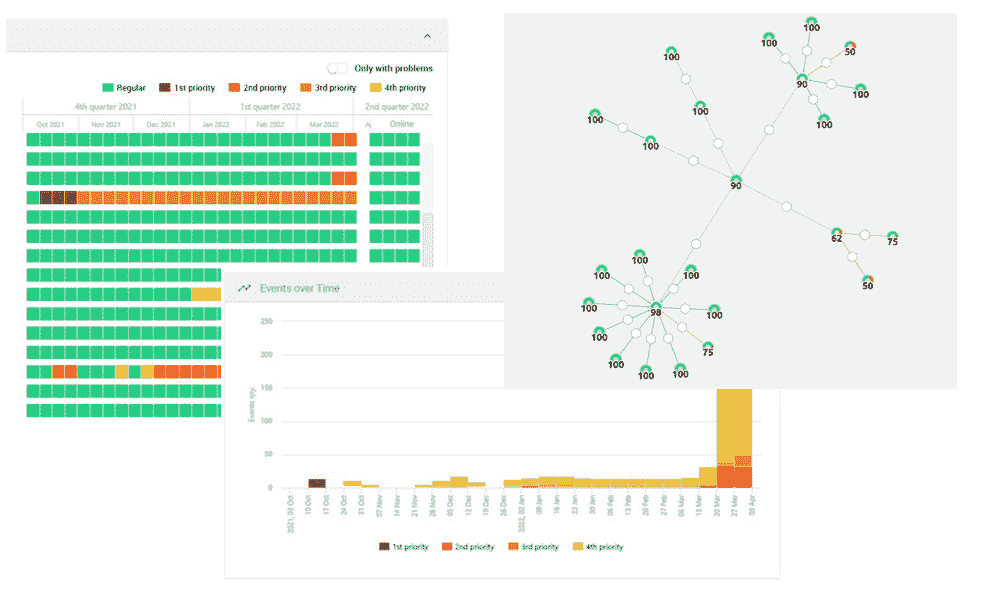 Only with problems
Regular 1st priority 2nd priority 3rd priority 4th priority
4th quarter 2021 1st quarter 2022 2nd quarter 2022
Oct 2021 Nov 2021 Dec 2021 Jan 2022 Feb 2022 Mar 2022 Online
Events over Time
Events qty.
250
200
150
100
50
0
2021, 03 Oct
10 Oct
17 Oct
24 Oct
31 Oct
07 Nov
14 Nov
21 Nov
28 Nov
05 Dec
12 Dec
19 Dec
26 Dec
2022, 02 Jan
09 Jan
16 Jan
23 Jan
30 Jan
06 Feb
13 Feb
20 Feb
27 Feb
06 Mar
13 Mar
20 Mar
27 Mar
03 Apr
1st priority 2nd priority 3rd priority 4th priority
100
100
50
100
90
100
100
100
100
100
90
62
75
50
100
100
100
100
98
100
100
75
100
100
100